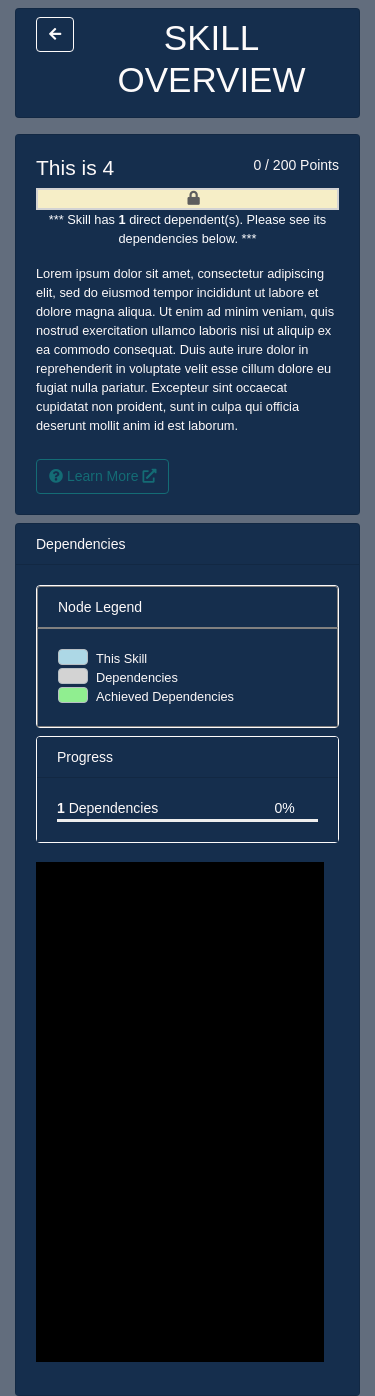 SKILL
OVERVIEW
This is 4
0 / 200 Points
*** Skill has 1 direct dependent(s). Please see its
dependencies below. ***
Lorem ipsum dolor sit amet, consectetur adipiscing
elit, sed do eiusmod tempor incididunt ut labore et
dolore magna aliqua. Ut enim ad minim veniam, quis
nostrud exercitation ullamco laboris nisi ut aliquip ex
ea commodo consequat. Duis aute irure dolor in
reprehenderit in voluptate velit esse cillum dolore eu
fugiat nulla pariatur. Excepteur sint occaecat
cupidatat non proident, sunt in culpa qui officia
deserunt mollit anim id est laborum.
Learn More
Dependencies
Node Legend
This Skill
Dependencies
Achieved Dependencies
Progress
1 Dependencies
0%